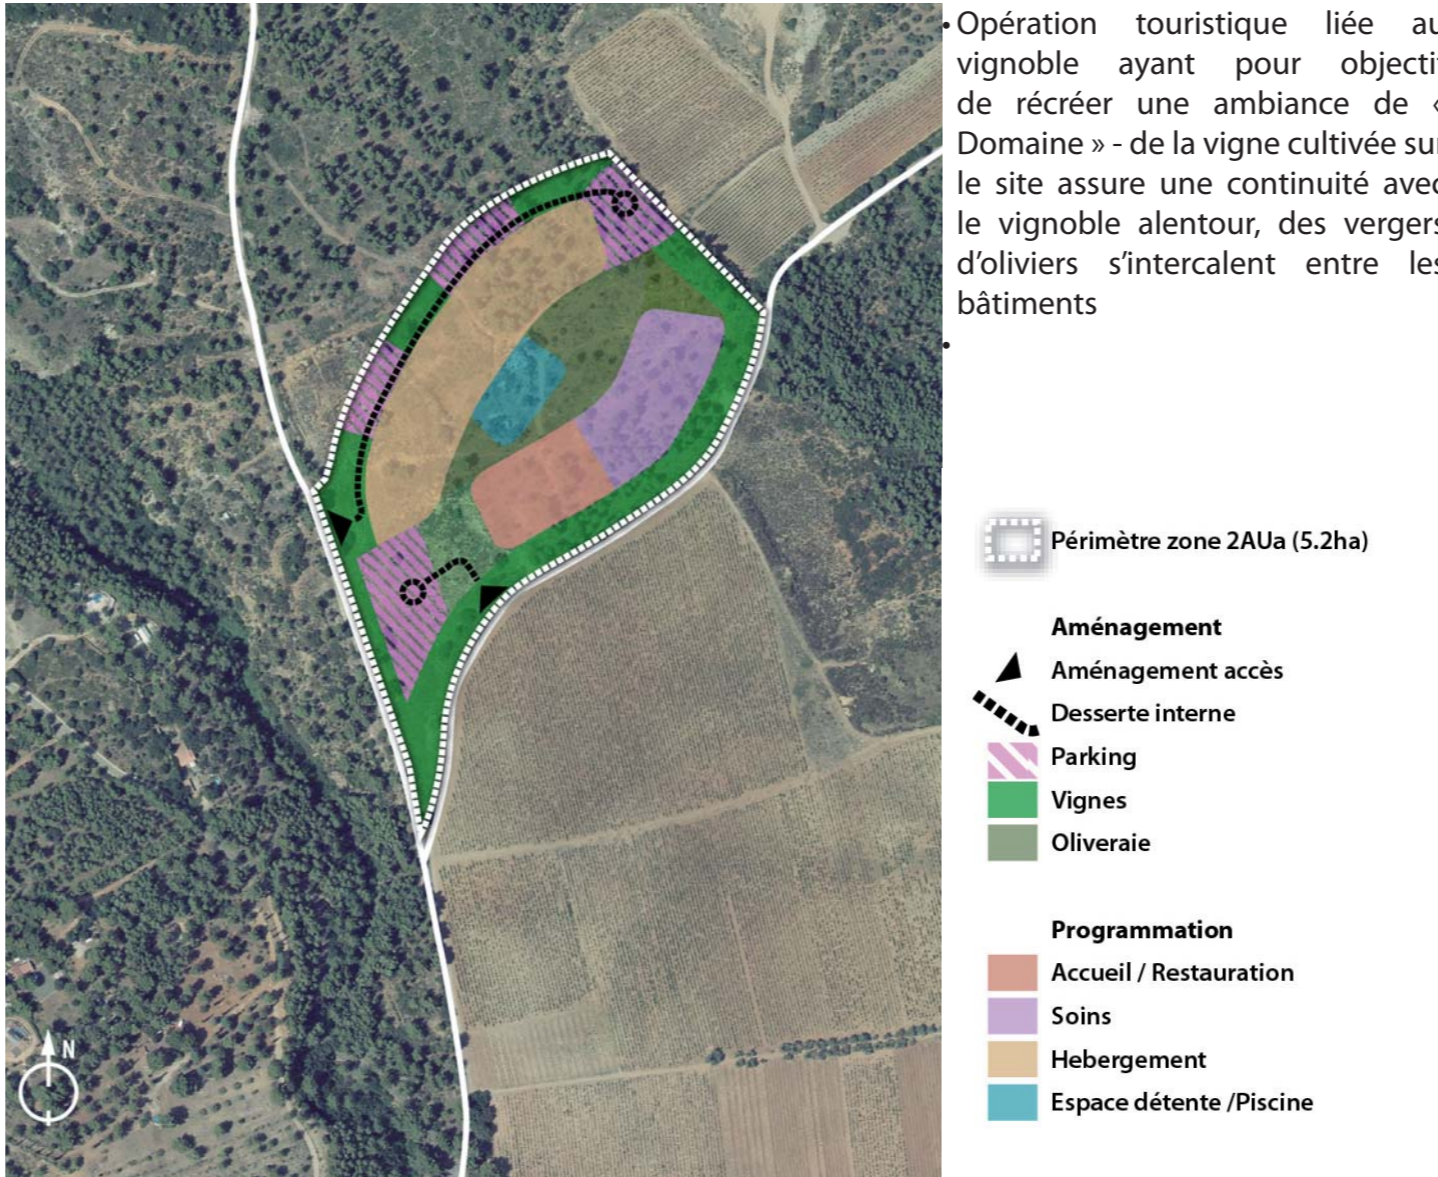 • Opération touristique liée au
vignoble ayant pour objectif
de récréer une ambiance de «
Domaine » - de la vigne cultivée sur
le site assure une continuité avec
le vignoble alentour, des vergers
d'oliviers s'intercalent entre les
bâtiments
•
Périmètre zone 2AUa (5.2ha)
Aménagement
Aménagement accès
Desserte interne
Parking
Vignes
Oliveraie
Programmation
Accueil / Restauration
Soins
Hebergement
Espace détente /Piscine
N